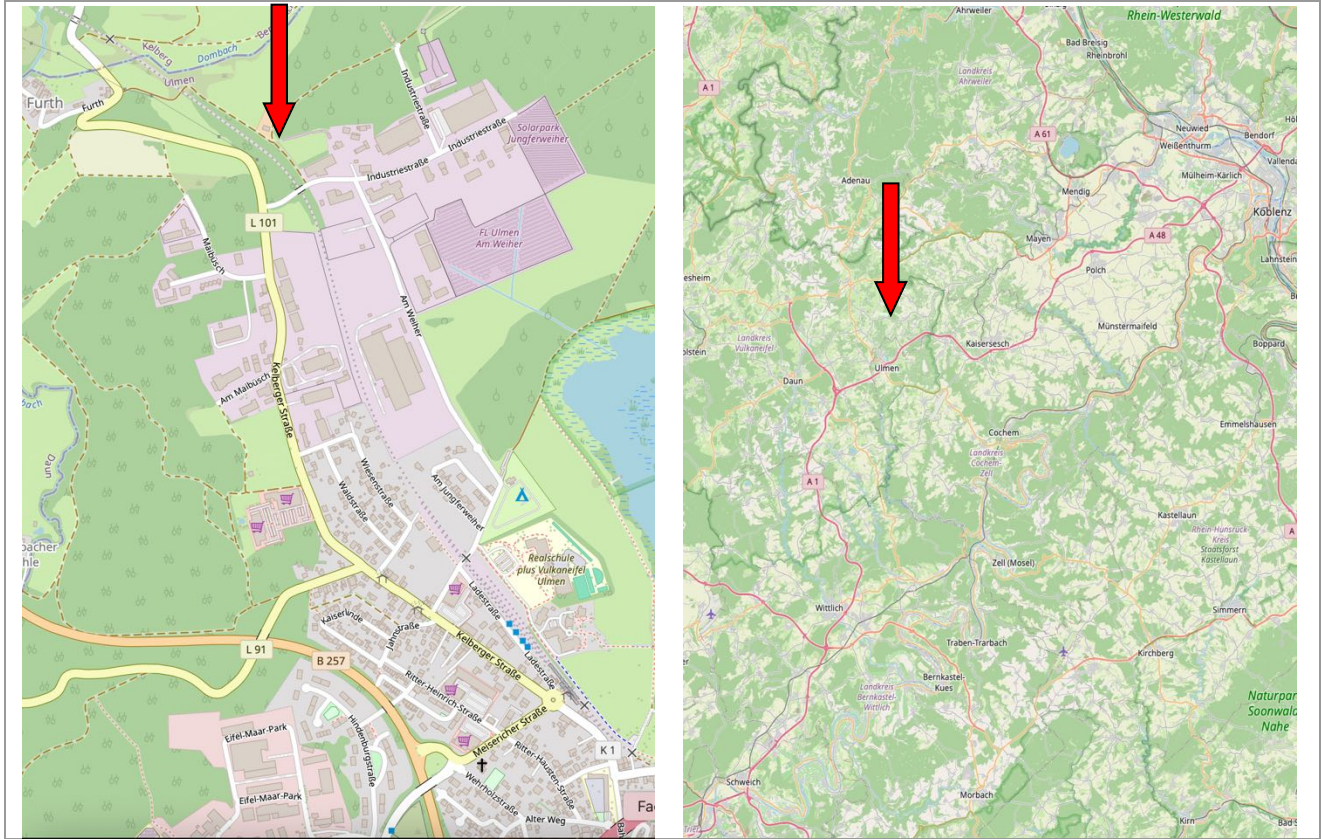 Kelberg
Dombach
Ulmen
Furth
Furth
Industriestraße
Industriestraße
Industriestraße
Solarpark
Jungferweiher
L 101
FL Ulmen
Am Weiher
Maibüsch
Am Weiher
Am Maibüsch
Kelberger Straße
Daun
Wiesenstraße
Waldstraße
Am Jungferweiher
Realschule
plus Vulkaneifel
Ulmen
Ladestraße
Kaiserlinde
Jahnstraße
Kelberger Straße
Ladestraße
L 91
B 257
Ritter-Heinrich-Straße
Eifel-Maar-Park
Hindenburgstraße
Meisericher Straße
K 1
Ritter-Hausten-Straße
Wehrholzstraße
Eifel-Maar-Park
Alter Weg
Ahrweiler
Rhein-Westerwald
Bad Breisig
Rheinbrohl
Landkreis
Ahrweiler
A 1
A 61
Neuwied
Bendorf
Weißenthurm
Adenau
Mülheim-Kärlich
Mendig
Koblenz
Mayen
A 48
Polch
Lahnstein
Münstermaifeld
Kaisersesch
Boppard
Landkreis
Vulkaneifel
Ulmen
Daun
Emmelshausen
Cochem
Landkreis
Cochem-
Zell
A 1
Kastellaun
Rhein-Hunsrück-
Kreis
Staatsforst
Kastellaun
Zell (Mosel)
Wittlich
Simmern
Traben-Trarbach
Kirchberg
Bernkastel-
Kues
Landkreis
Bernkastel-
Wittlich
Soonwald
Nahe
Schweich
Morbach
Kirn